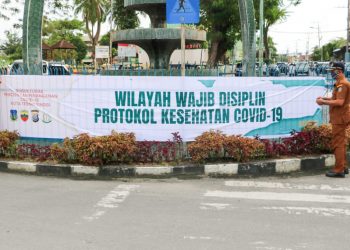 WILAYAH WAJIB DISIPLIN
PROTOKOL KESEHATAN COVID-19